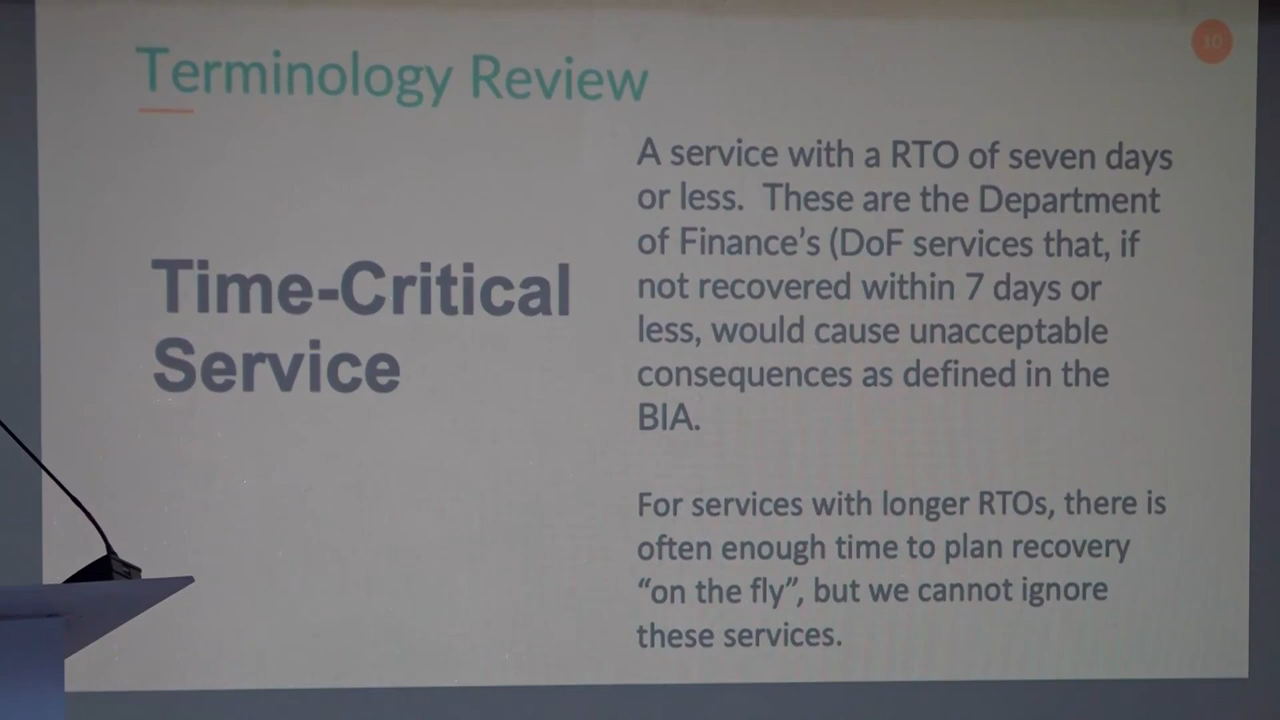 10
Terminology Review
Time-Critical
Service
A service with a RTO of seven days
or less.  These are the Department
of Finance’s (DoF services that, if
not recovered within 7 days or
less, would cause unacceptable
consequences as defined in the
BIA.
For services with longer RTOs, there is
often enough time to plan recovery
“on the fly”, but we cannot ignore
these services.